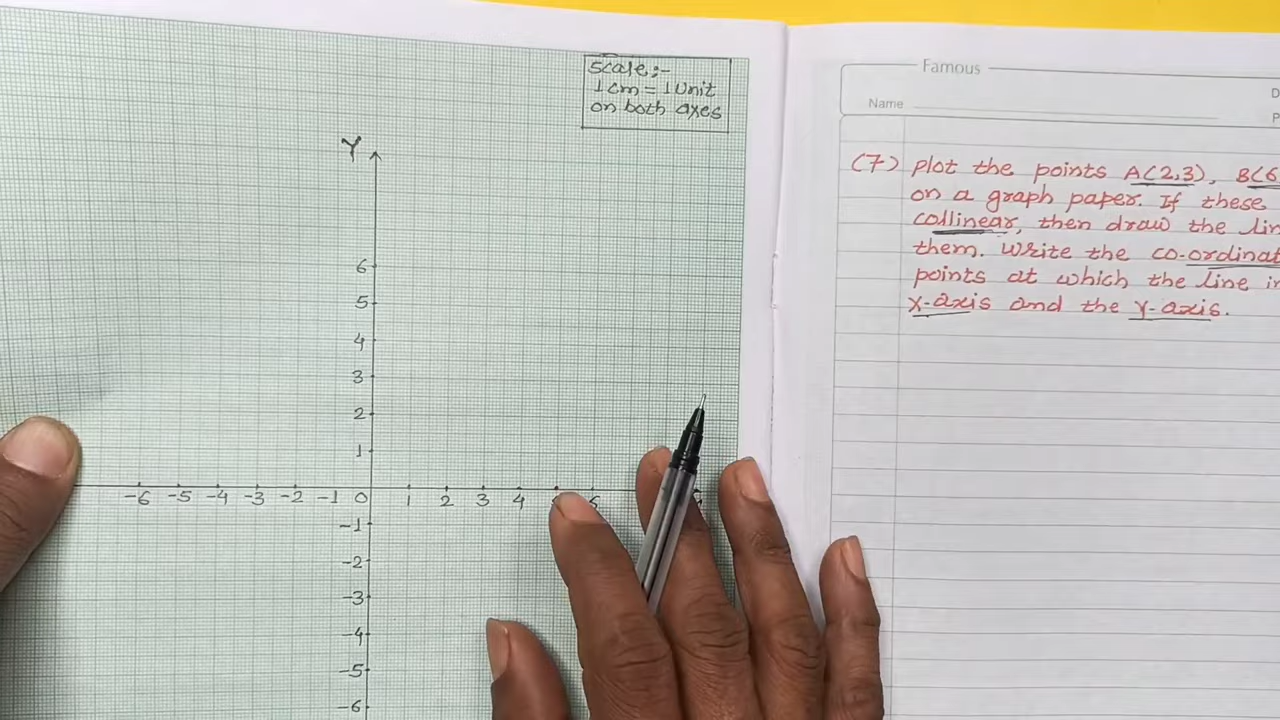 Scale:-
1cm = 1 Unit
on both axes
Y
6
5
4
3
2
1
-6 -5 -4 -3 -2 -1 0 1 2 3 4 6
-1
-2
-3
-4
-5
-6
Famous
Name
(7) Plot the points A(2,3), B(6
on a graph paper. If these
collinear, then draw the
them. Write the
points at which the line
X-axis and the Y-axis.